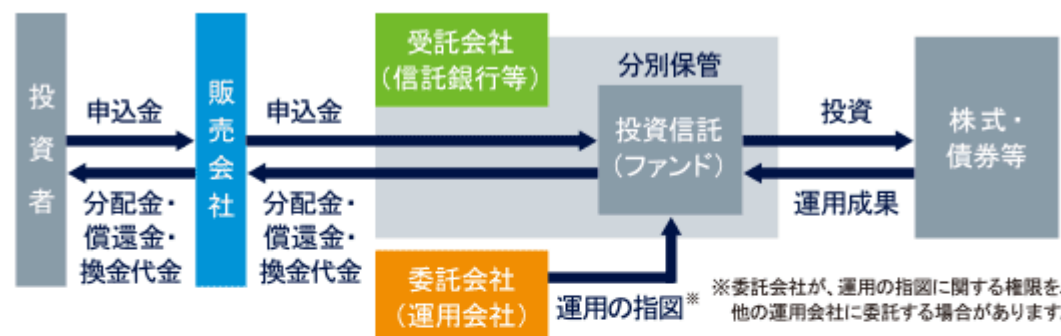 投資者
申込金
分配金・
償還金・
換金代金
販売会社
申込金
分配金・
償還金・
換金代金
受託会社
（信託銀行等）
分別保管
投資信託
（ファンド）
委託会社
（運用会社）
運用の指図※
投資
運用成果
株式・
債券等
※委託会社が、運用の指図に関する権限を
他の運用会社に委託する場合があります